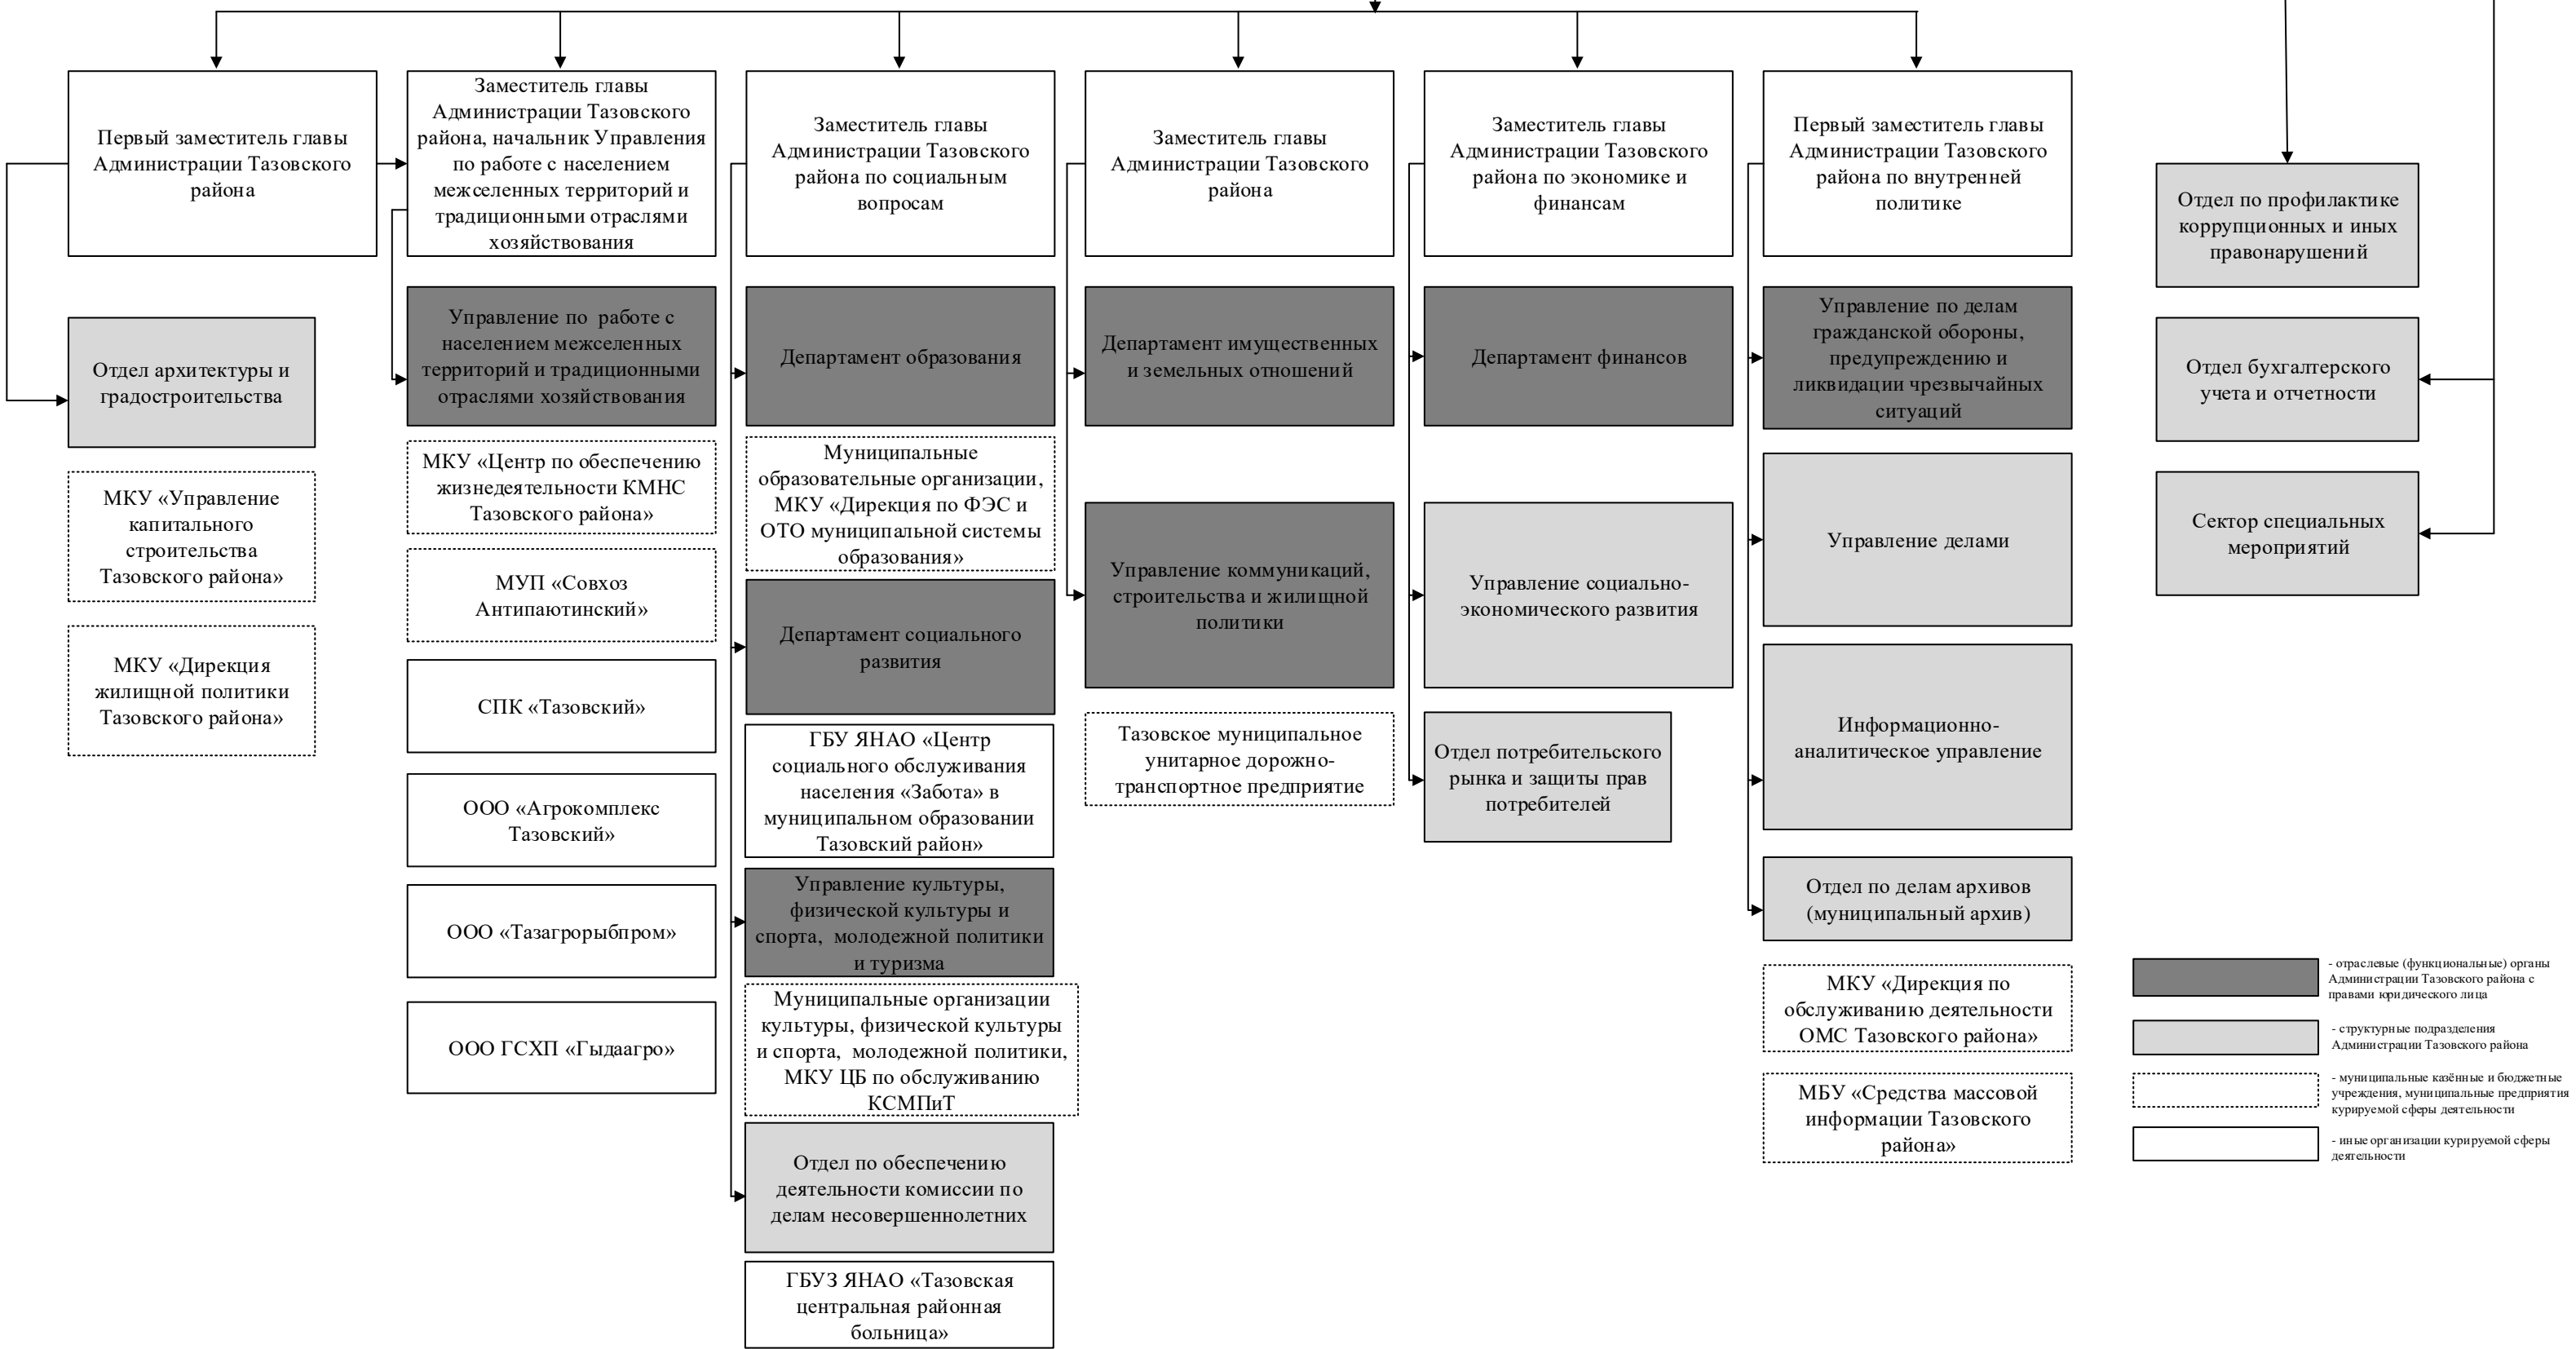 Первый заместитель главы
Администрации Тазовского
района
Заместитель главы
Администрации Тазовского
района, начальник Управления
по работе с населением
межселенных территорий и
традиционными отраслями
хозяйствования
Заместитель главы
Администрации Тазовского
района по социальным
вопросам
Заместитель главы
Администрации Тазовского
района
Заместитель главы
Администрации Тазовского
района по экономике и
финансам
Первый заместитель главы
Администрации Тазовского
района по внутренней
политике
Отдел по профилактике
коррупционных и иных
правонарушений
Отдел архитектуры и
градостроительства
МКУ «Управление
капитального
строительства
Тазовского района»
МКУ «Дирекция
жилищной политики
Тазовского района»
Управление по работе с
населением межселенных
территорий и традиционными
отраслями хозяйствования
МКУ «Центр по обеспечению
жизнедеятельности КМНС
Тазовского района»
МУП «Совхоз
Антипаютинский»
СПК «Тазовский»
ООО «Агрокомплекс
Тазовский»
ООО «Тазагрорыбпром»
ООО ГСХП «Гыдаагро»
Департамент образования
Муниципальные
образовательные организации,
МКУ «Дирекция по ФЭС и
ОТО муниципальной системы
образования»
Департамент социального
развития
ГБУ ЯНАО «Центр
социального обслуживания
населения «Забота» в
муниципальном образовании
Тазовский район»
Управление культуры,
физической культуры и
спорта, молодежной политики
и туризма
Муниципальные организации
культуры, физической культуры
и спорта, молодежной политики,
МКУ ЦБ по обслуживанию
КСМПиТ
Отдел по обеспечению
деятельности комиссии по
делам несовершеннолетних
ГБУЗ ЯНАО «Тазовская
центральная районная
больница»
Департамент имущественных
и земельных отношений
Управление коммуникаций,
строительства и жилищной
политики
Тазовское муниципальное
унитарное дорожно-
транспортное предприятие
Департамент финансов
Управление социально-
экономического развития
Отдел потребительского
рынка и защиты прав
потребителей
Управление по делам
гражданской обороны,
предупреждению и
ликвидации чрезвычайных
ситуаций
Управление делами
Информационно-
аналитическое управление
Отдел по делам архивов
(муниципальный архив)
МКУ «Дирекция по
обслуживанию деятельности
ОМС Тазовского района»
МБУ «Средства массовой
информации Тазовского
района»
Отдел бухгалтерского
учета и отчетности
Сектор специальных
мероприятий
- отраслевые (функциональные) органы
Администрации Тазовского района с
правами юридического лица
- структурные подразделения
Администрации Тазовского района
- муниципальные казённые и бюджетные
учреждения, муниципальные предприятия
курируемой сферы деятельности
- иные организации курируемой сферы
деятельности